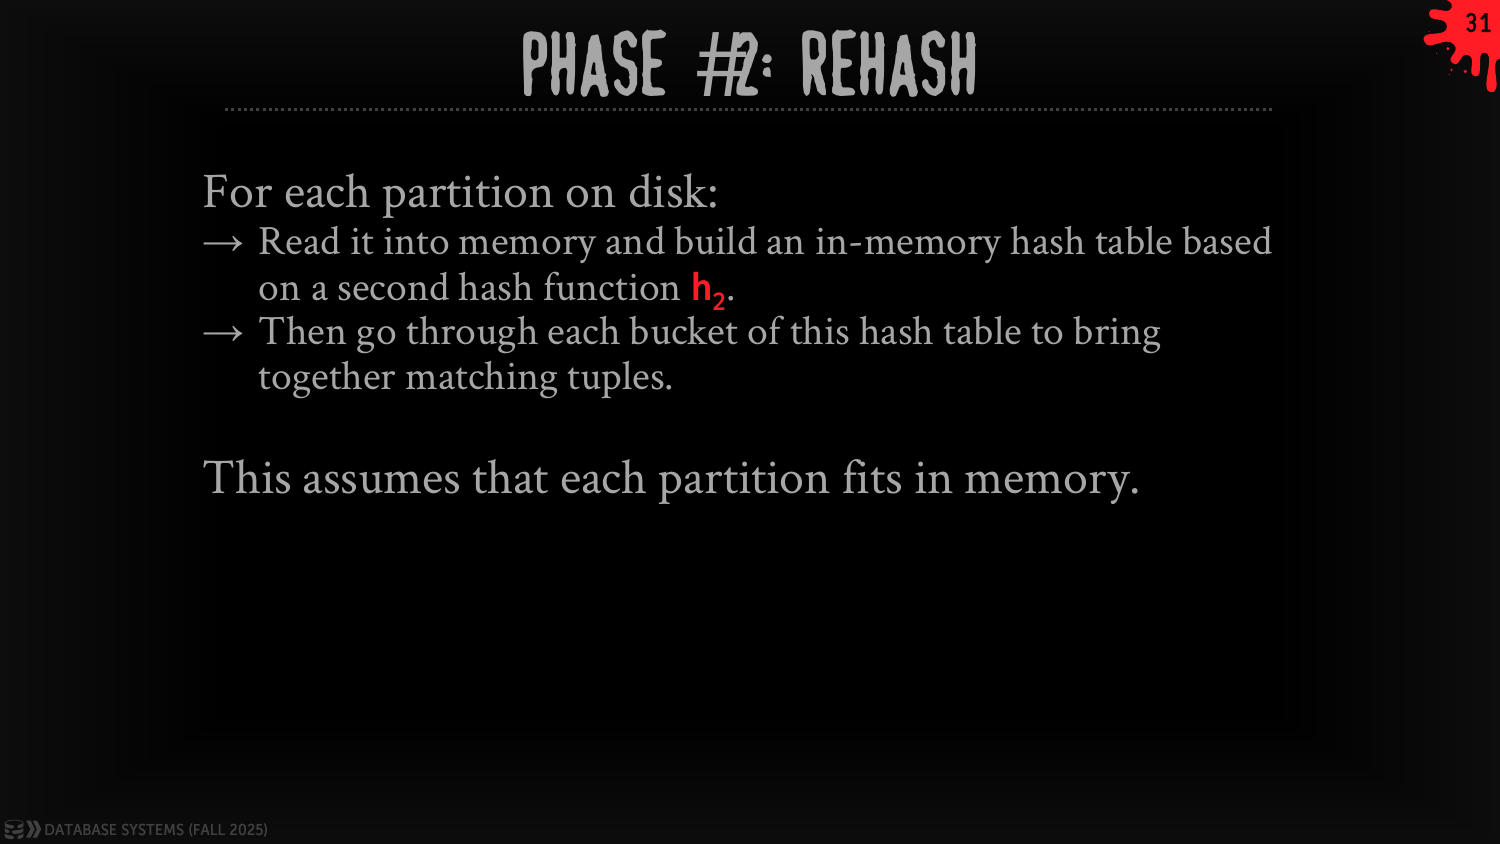 31
PHASE #2: REHASH
For each partition on disk:
→ Read it into memory and build an in-memory hash table based
on a second hash function h₂.
→ Then go through each bucket of this hash table to bring
together matching tuples.
This assumes that each partition fits in memory.
DATABASE SYSTEMS (FALL 2025)